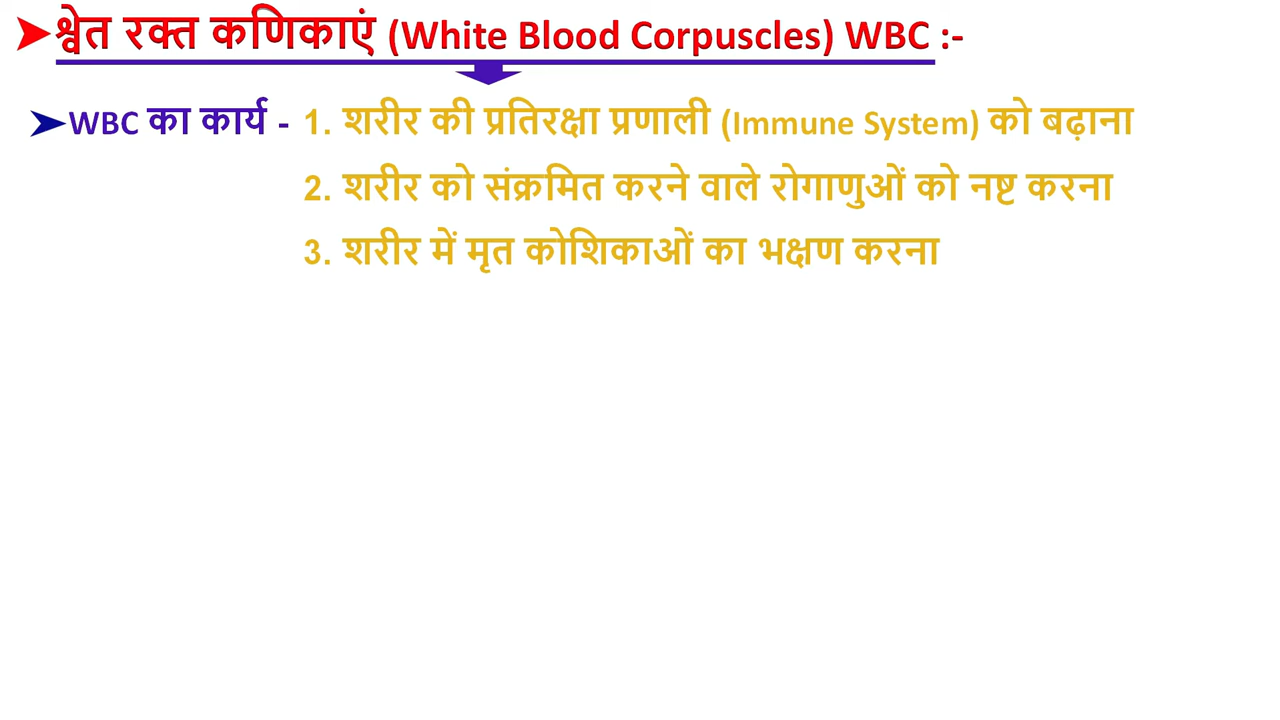 श्वेत रक्त कणिकाएं (White Blood Corpuscles) WBC :-
WBC का कार्य - 1. शरीर की प्रतिरक्षा प्रणाली (Immune System) को बढ़ाना
2. शरीर को संक्रमित करने वाले रोगाणुओं को नष्ट करना
3. शरीर में मृत कोशिकाओं का भक्षण करना